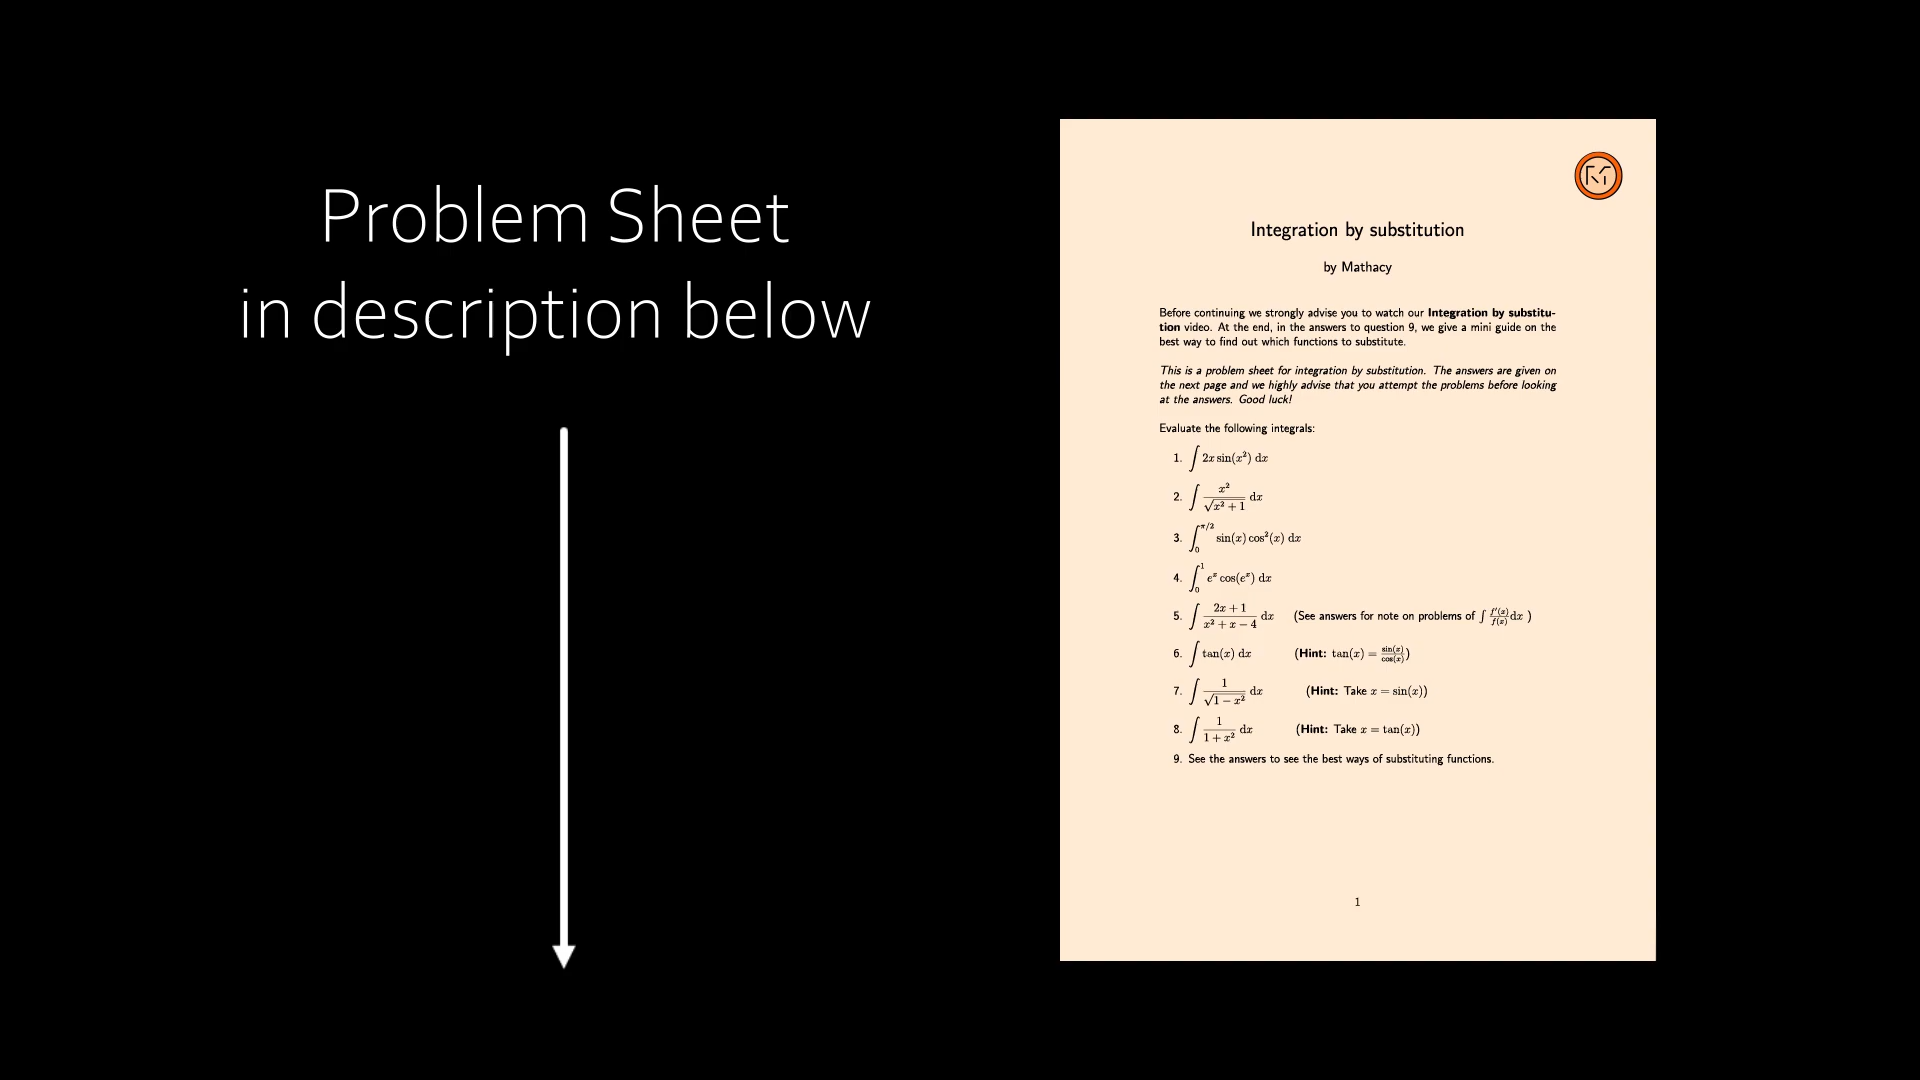 Problem Sheet
in description below
Integration by substitution
by Mathacy
Before continuing we strongly advise you to watch our Integration by substitu-
tion video. At the end, in the answers to question 9, we give a mini guide on the
best way to find out which functions to substitute.
This is a problem sheet for integration by substitution. The answers are given on
the next page and we highly advise that you attempt the problems before looking
at the answers. Good luck!
Evaluate the following integrals:
1. ∫ 2x sin(x²) dx
2. ∫ x²/√(x² + 1) dx
3. ∫₀^{π/2} sin(x) cos²(x) dx
4. ∫₀^1 eˣ cos(eˣ) dx
5. ∫ (2x + 1)/(x² + x − 4) dx (See answers for note on problems of ∫ f′(x)/f(x) dx )
6. ∫ tan(x) dx (Hint: tan(x) = sin(x)/cos(x))
7. ∫ 1/√(1 − x²) dx (Hint: Take x = sin(x))
8. ∫ 1/(1 + x²) dx (Hint: Take x = tan(x))
9. See the answers to see the best ways of substituting functions.
1